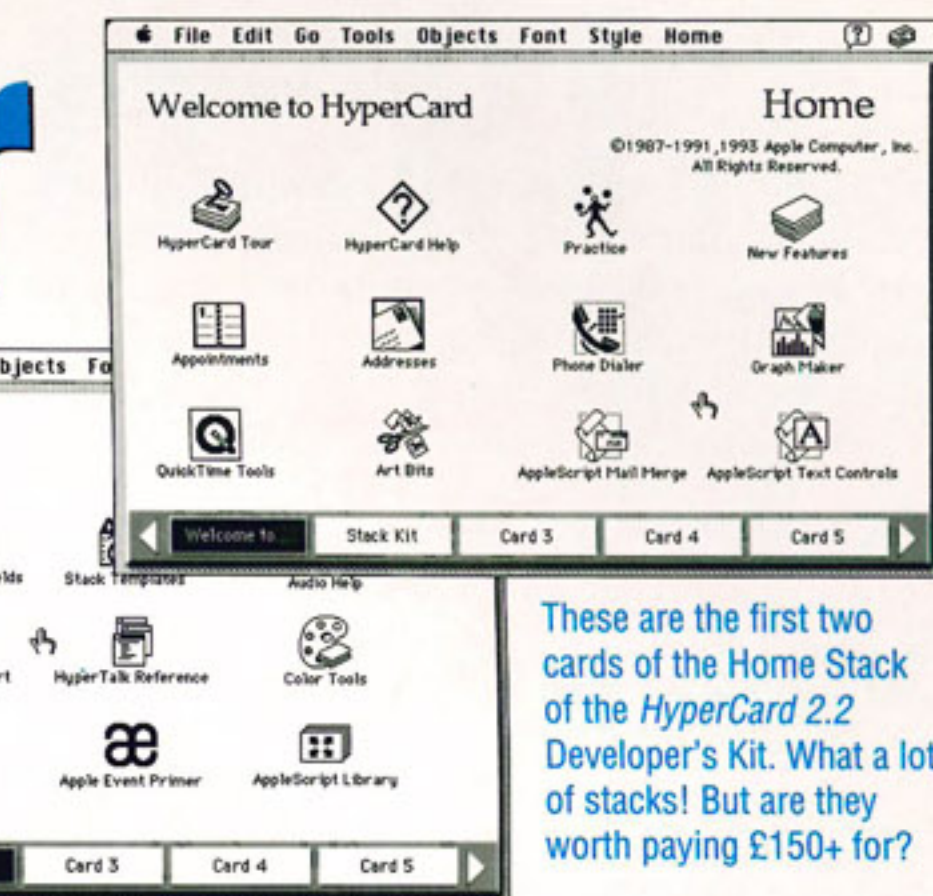 File Edit Go Tools Objects Font Style Home
Welcome to HyperCard
Home
©1987-1991,1993 Apple Computer, Inc.
All Rights Reserved.
HyperCard Tour
HyperCard Help
Practice
New Features
Appointments
Addresses
Phone Dialer
Graph Maker
QuickTime Tools
Art Bits
AppleScript Mail Merge
AppleScript Text Controls
Welcome to...
Stack Kit
Card 3
Card 4
Card 5
bjects Fo
lds
Stack Templates
Audio Help
rt
HyperTalk Reference
Color Tools
Apple Event Primer
AppleScript Library
Card 3
Card 4
Card 5
These are the first two
cards of the Home Stack
of the HyperCard 2.2
Developer's Kit. What a lot
of stacks! But are they
worth paying £150+ for?